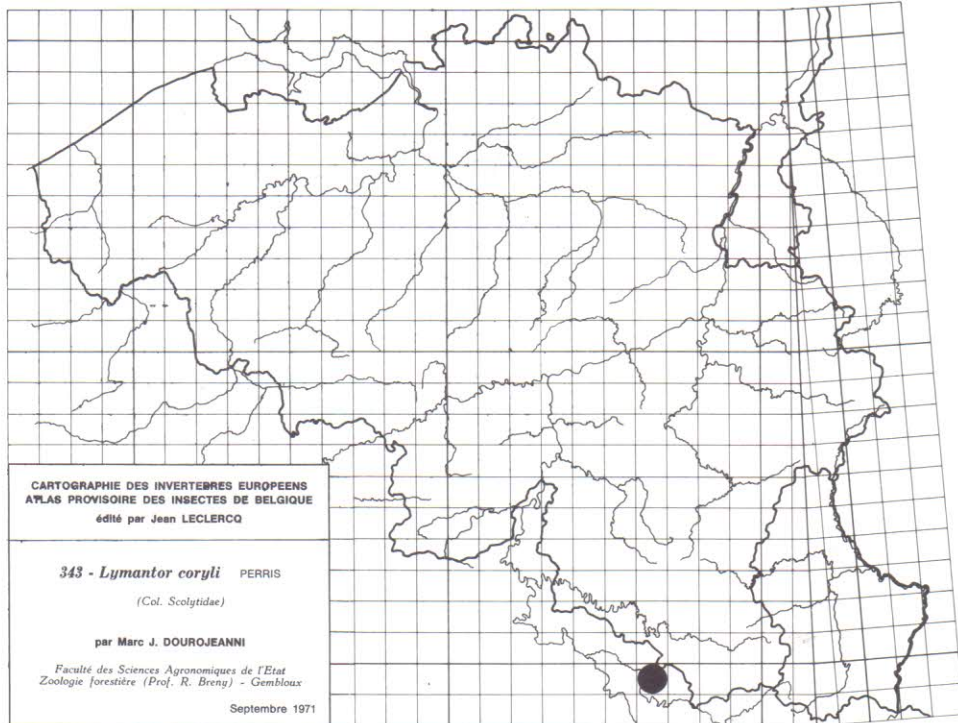 CARTOGRAPHIE DES INVERTEBRES EUROPEENS
ATLAS PROVISOIRE DES INSECTES DE BELGIQUE
édité par Jean LECLERCQ
343 - Lymantor coryli PERRIS
(Col. Scolytidae)
par Marc J. DOUROJEANNI
Faculté des Sciences Agronomiques de l'Etat
Zoologie forestière (Prof. R. Breny) - Gembloux
Septembre 1971